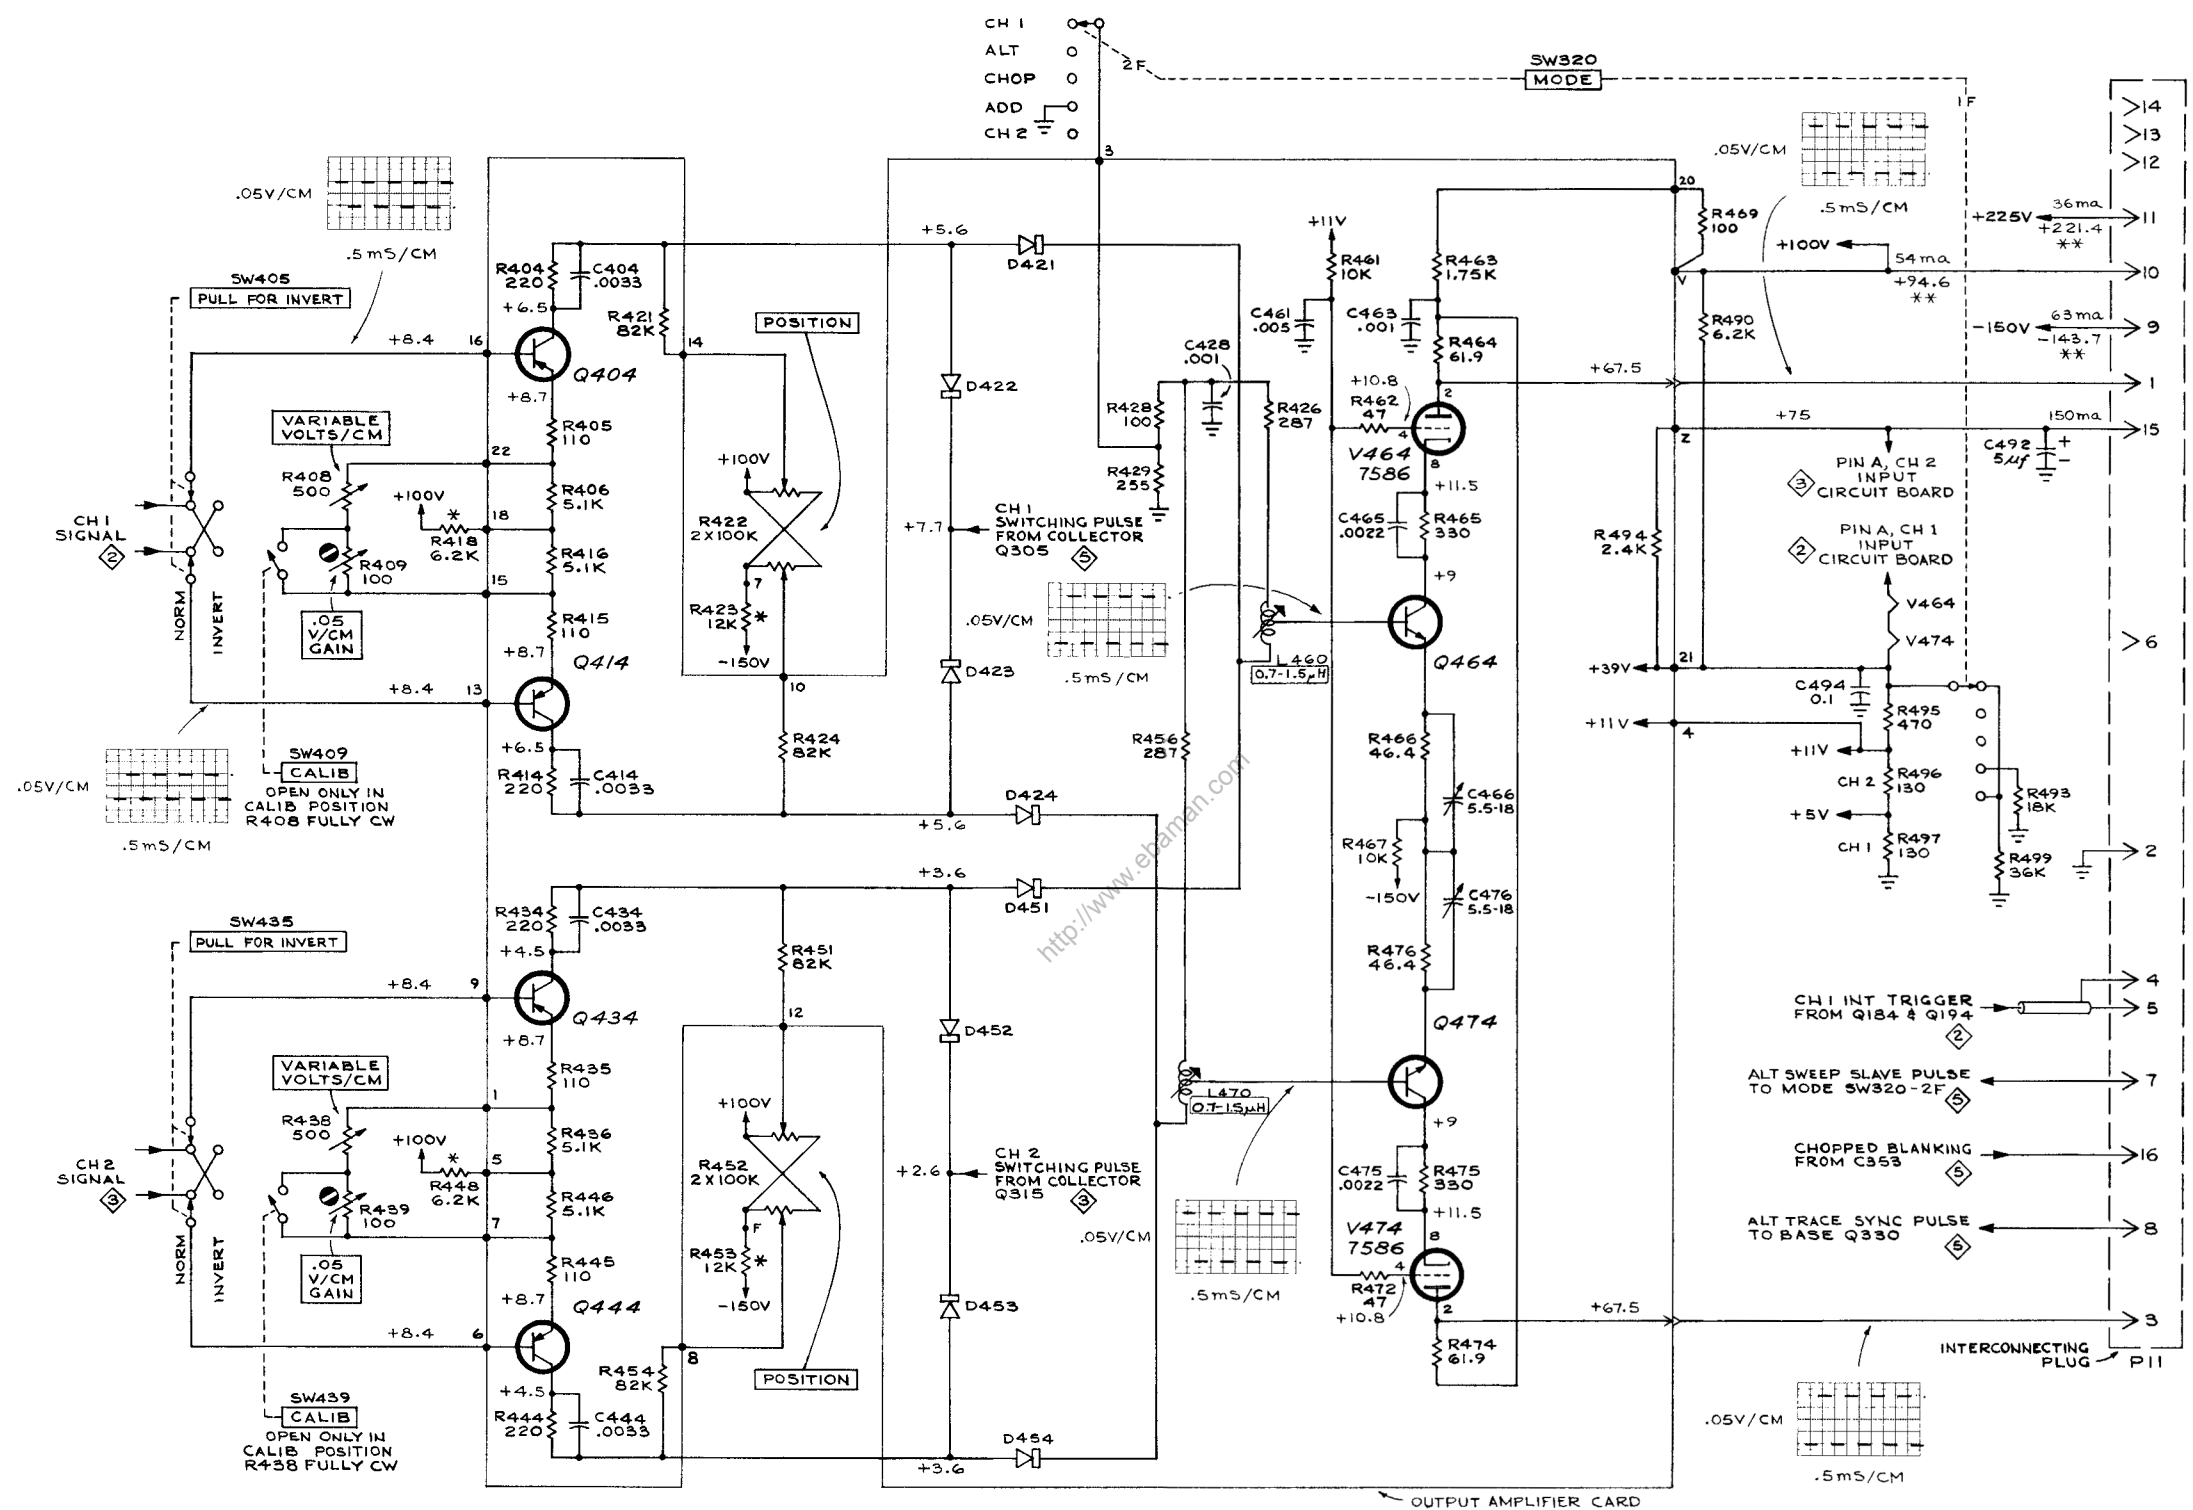 CH 1
ALT
CHOP
ADD
CH 2
2F
SW320
MODE
1F
3
.05V/CM
.5mS/CM
SW405
PULL FOR INVERT
+8.4
16
R404
220
C404
.0033
+6.5
Q404
+8.7
R405
110
22
VARIABLE
VOLTS/CM
R408
500
+100V
*
R418
6.2K
18
R406
5.1K
R416
5.1K
15
R409
100
.05
V/CM
GAIN
CH 1
SIGNAL
2
NORM
INVERT
R415
110
+8.7
Q414
+8.4
13
+6.5
R414
220
C414
.0033
.05V/CM
.5mS/CM
SW409
CALIB
OPEN ONLY IN
CALIB POSITION
R408 FULLY CW
R421
82K
14
POSITION
+100V
R422
2X100K
7
R423
12K
*
-150V
10
R424
82K
+5.6
D421
D422
+7.7
CH 1
SWITCHING PULSE
FROM COLLECTOR
Q305
5
D423
D424
+5.6
SW435
PULL FOR INVERT
+8.4
9
R434
220
C434
.0033
+4.5
Q434
+8.7
R435
110
1
VARIABLE
VOLTS/CM
R438
500
+100V
*
R448
6.2K
5
R436
5.1K
R446
5.1K
7
R439
100
.05
V/CM
GAIN
CH 2
SIGNAL
3
NORM
INVERT
R445
110
+8.7
Q444
+8.4
6
+4.5
R444
220
C444
.0033
SW439
CALIB
OPEN ONLY IN
CALIB POSITION
R438 FULLY CW
R451
82K
12
+100V
R452
2X100K
F
R453
12K
*
-150V
R454
82K
8
POSITION
+3.6
D451
D452
+2.6
CH 2
SWITCHING PULSE
FROM COLLECTOR
Q315
3
D453
D454
+3.6
R428
100
R429
255
C428
.001
R426
287
.05V/CM
.5mS/CM
L460
0.7-1.5µH
R456
287
L470
0.7-1.5µH
.05V/CM
.5mS/CM
http://www.ebaman.com
+11V
R461
10K
C461
.005
R463
1.75K
C463
.001
R464
61.9
+10.8
R462
47
4
2
V464
7586
8
+11.5
C465
.0022
R465
330
+9
Q464
R466
46.4
C466
5.5-18
R467
10K
-150V
C476
5.5-18
R476
46.4
Q474
+9
C475
.0022
R475
330
+11.5
V474
7586
8
4
R472
47
+10.8
2
R474
61.9
20
R469
100
V
R490
6.2K
+67.5
+75
Z
R494
2.4K
21
+39V
+11V
4
+67.5
.05V/CM
.5mS/CM
+225V
36ma
+221.4
**
+100V
54ma
+94.6
**
-150V
63ma
-143.7
**
150ma
C492
5µf
+
-
3
PIN A, CH 2
INPUT
CIRCUIT BOARD
2
PIN A, CH 1
INPUT
CIRCUIT BOARD
V464
V474
C494
0.1
R495
470
+11V
CH 2
R496
130
+5V
CH 1
R497
130
R493
18K
R499
36K
CH 1 INT TRIGGER
FROM Q184 & Q194
2
ALT SWEEP SLAVE PULSE
TO MODE SW320-2F
5
CHOPPED BLANKING
FROM C353
5
ALT TRACE SYNC PULSE
TO BASE Q330
5
14
13
12
11
10
9
1
15
6
2
4
5
7
16
8
3
INTERCONNECTING
PLUG
P11
.05V/CM
.5mS/CM
OUTPUT AMPLIFIER CARD